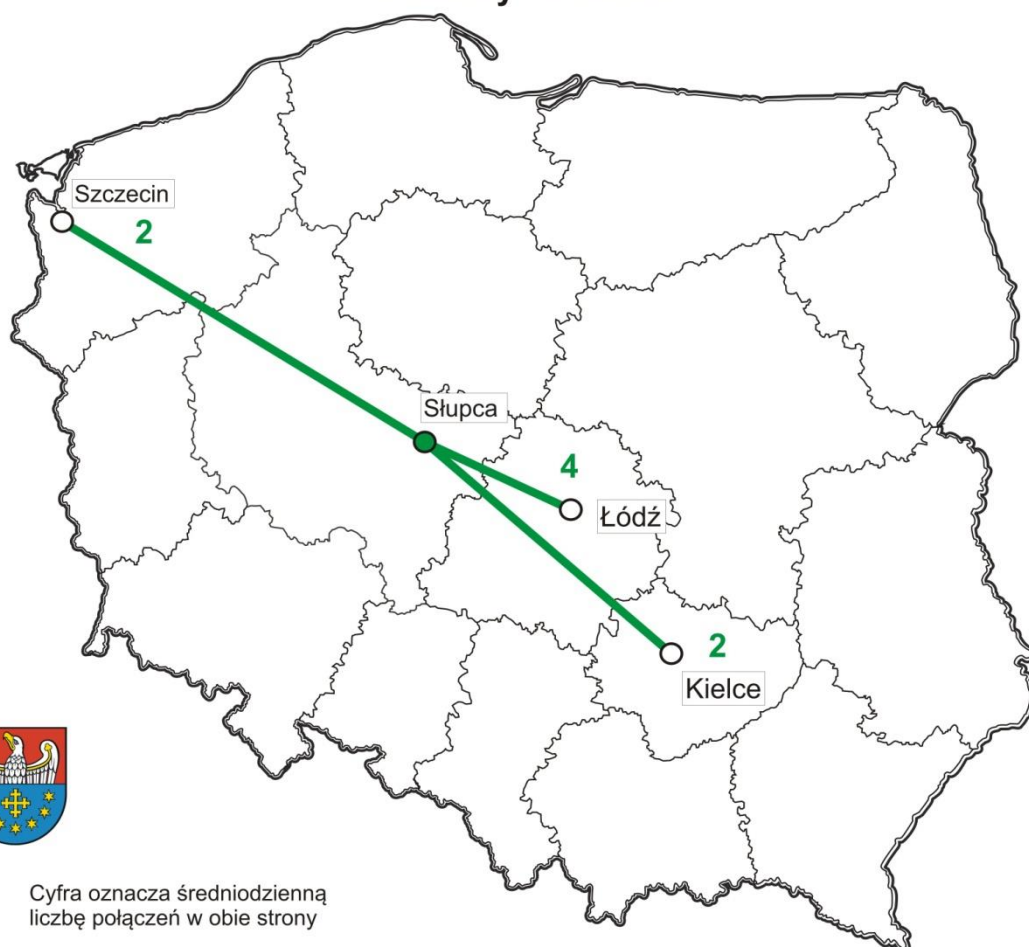 Szczecin
2
Słupca
4
Łódź
2
Kielce
Cyfra oznacza średniodzienną
liczbę połączeń w obie strony